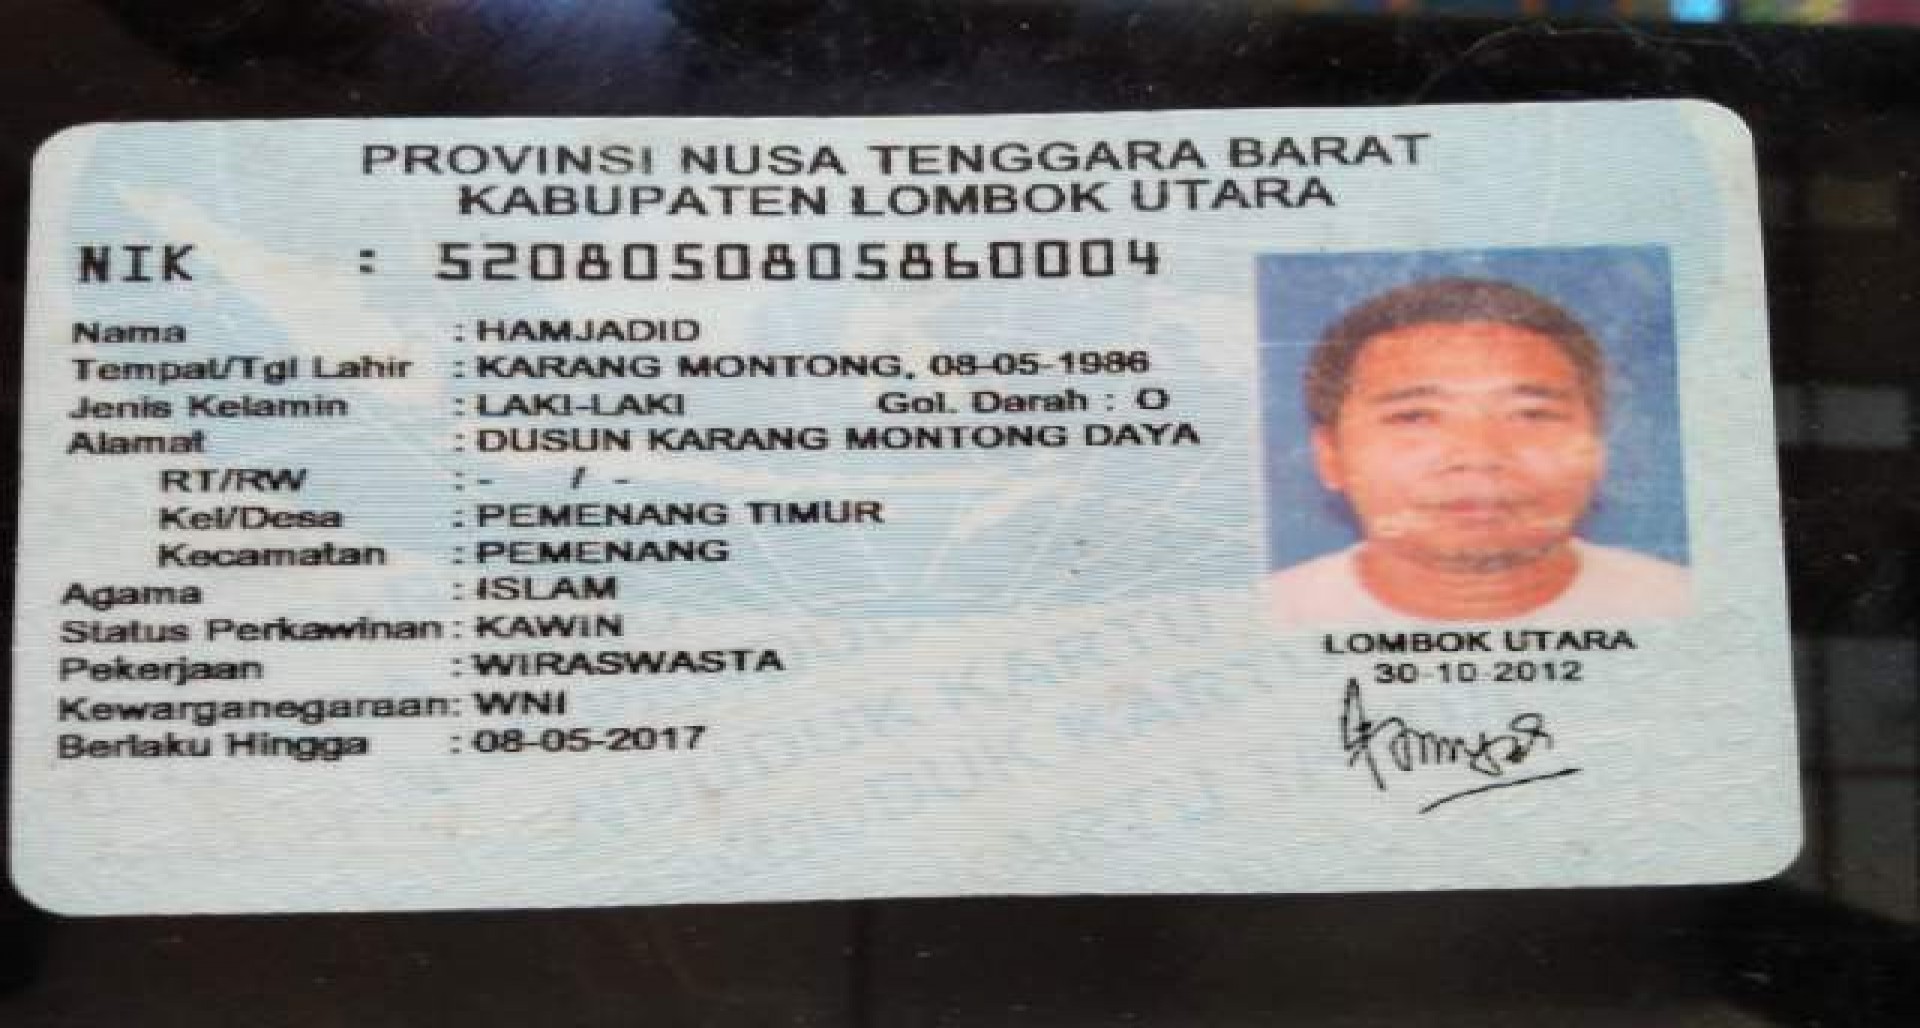 PROVINSI NUSA TENGGARA BARAT
KABUPATEN LOMBOK UTARA
NIK : 5208050805860004
Nama : HAMJADID
Tempat/Tgl Lahir : KARANG MONTONG, 08-05-1986
Jenis Kelamin : LAKI-LAKI Gol. Darah : O
Alamat : DUSUN KARANG MONTONG DAYA
RT/RW : - / -
Kel/Desa : PEMENANG TIMUR
Kecamatan : PEMENANG
Agama : ISLAM
Status Perkawinan : KAWIN
Pekerjaan : WIRASWASTA
Kewarganegaraan : WNI
Berlaku Hingga : 08-05-2017
LOMBOK UTARA
30-10-2012